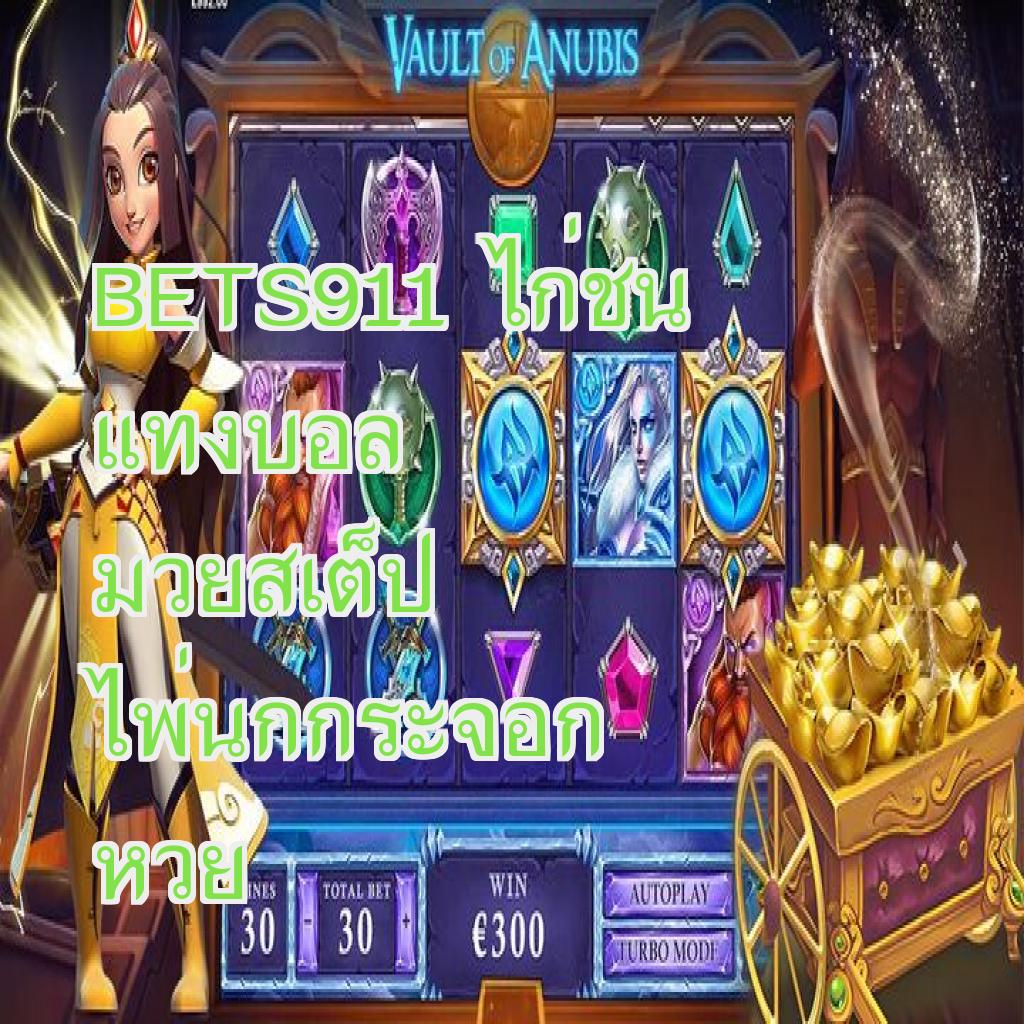 VAULT OF ANUBIS
BETS911 ไก่ชน
แทงบอล
มวยสเต็ป
ไพ่นกกระจอก
หวย
TOTAL BET
WIN
AUTOPLAY
30
- 30 +
€300
TURBO MODE